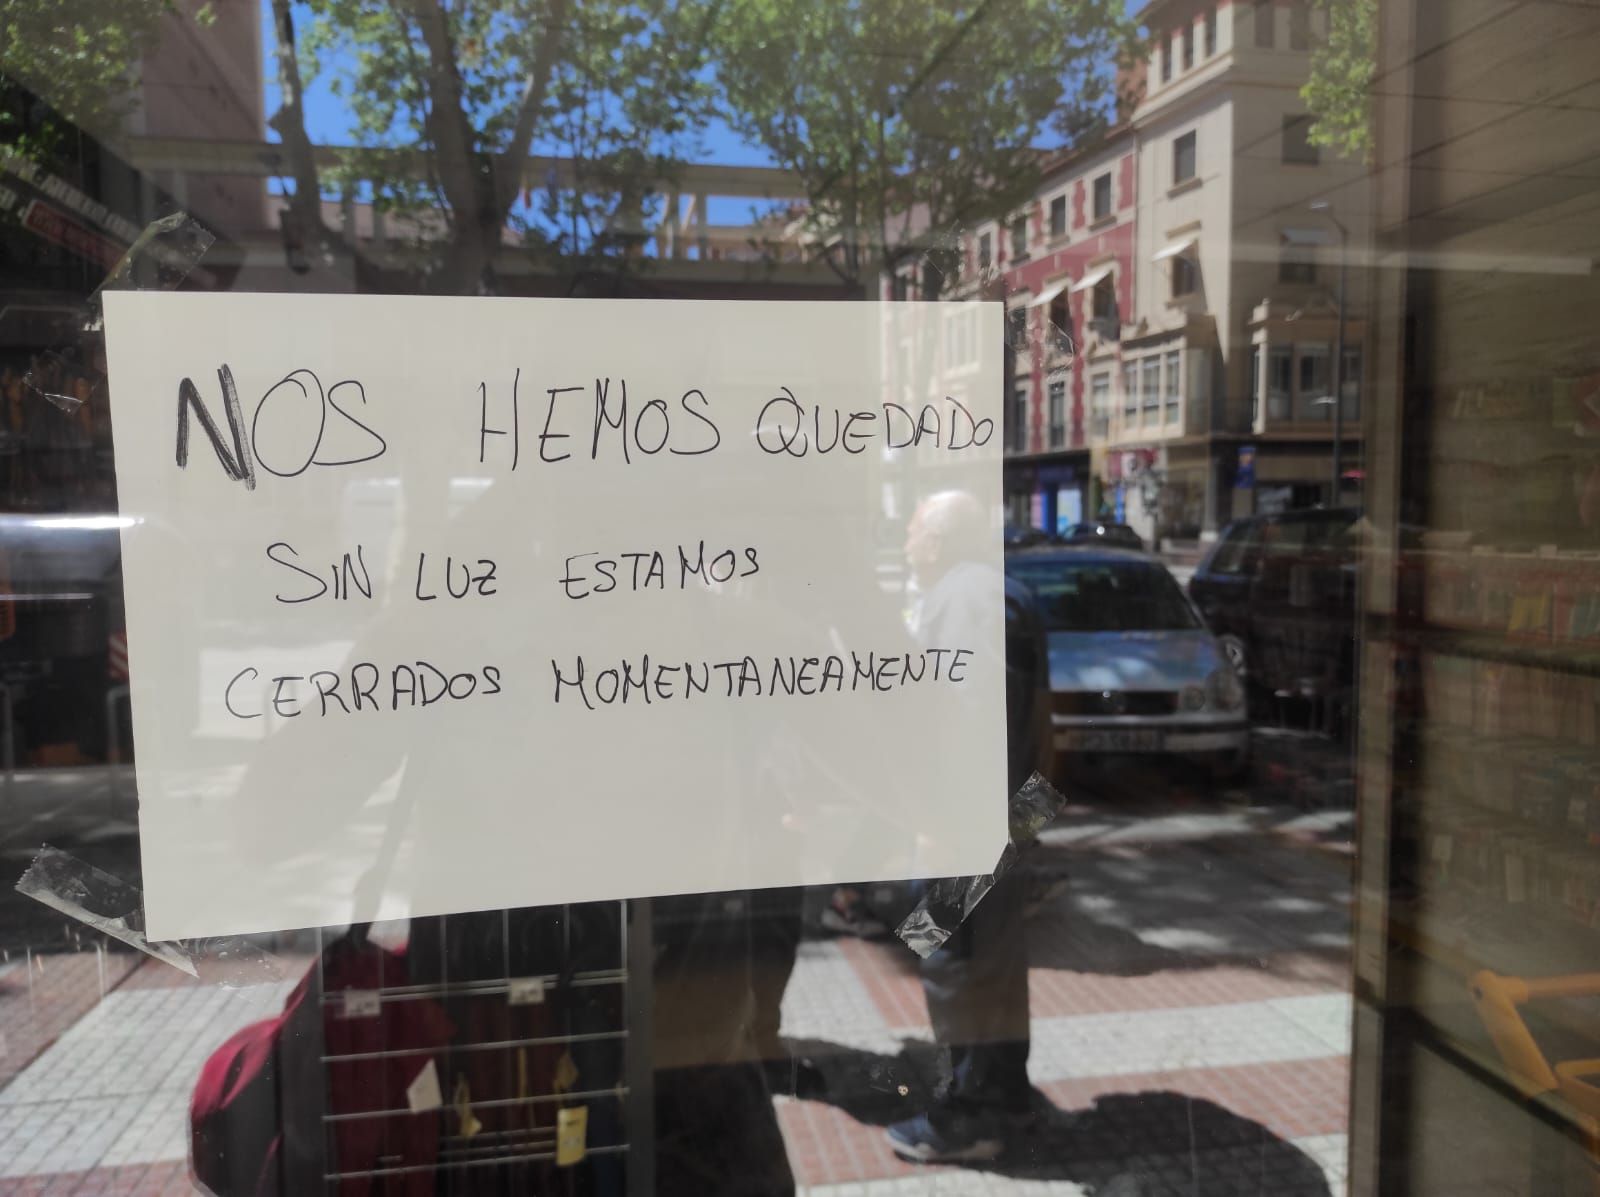 NOS HEMOS QUEDADO
SIN LUZ ESTAMOS
CERRADOS MOMENTANEAMENTE